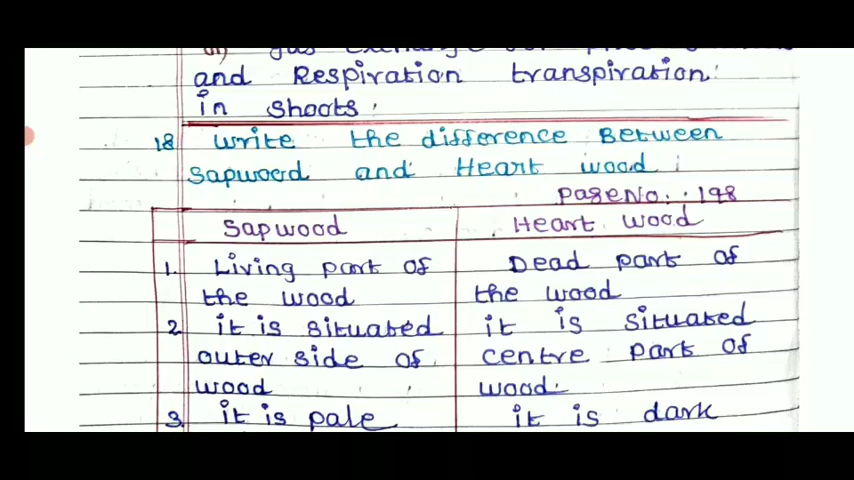 and Respiration transpiration.
in shoots.
18 write the difference Between
sapwood and Heart wood.
Page No: 198
Sapwood Heart wood
1. Living part of Dead part of
the wood the wood
2. it is situated it is situated
outer side of centre part of
wood wood.
3. it is pale it is dark